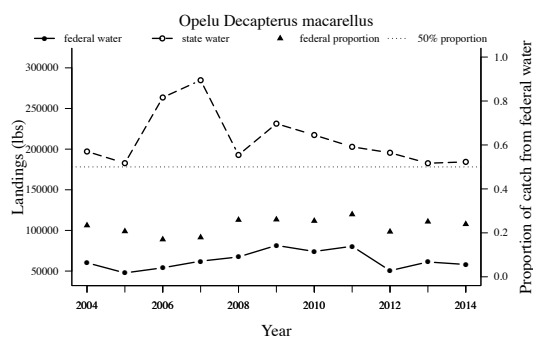 Opelu Decapterus macarellus
federal water state water federal proportion 50% proportion
300000
250000
200000
150000
100000
50000
Landings (lbs)
1.0
0.8
0.6
0.4
0.2
0.0
Proportion of catch from federal water
2004 2006 2008 2010 2012 2014
Year